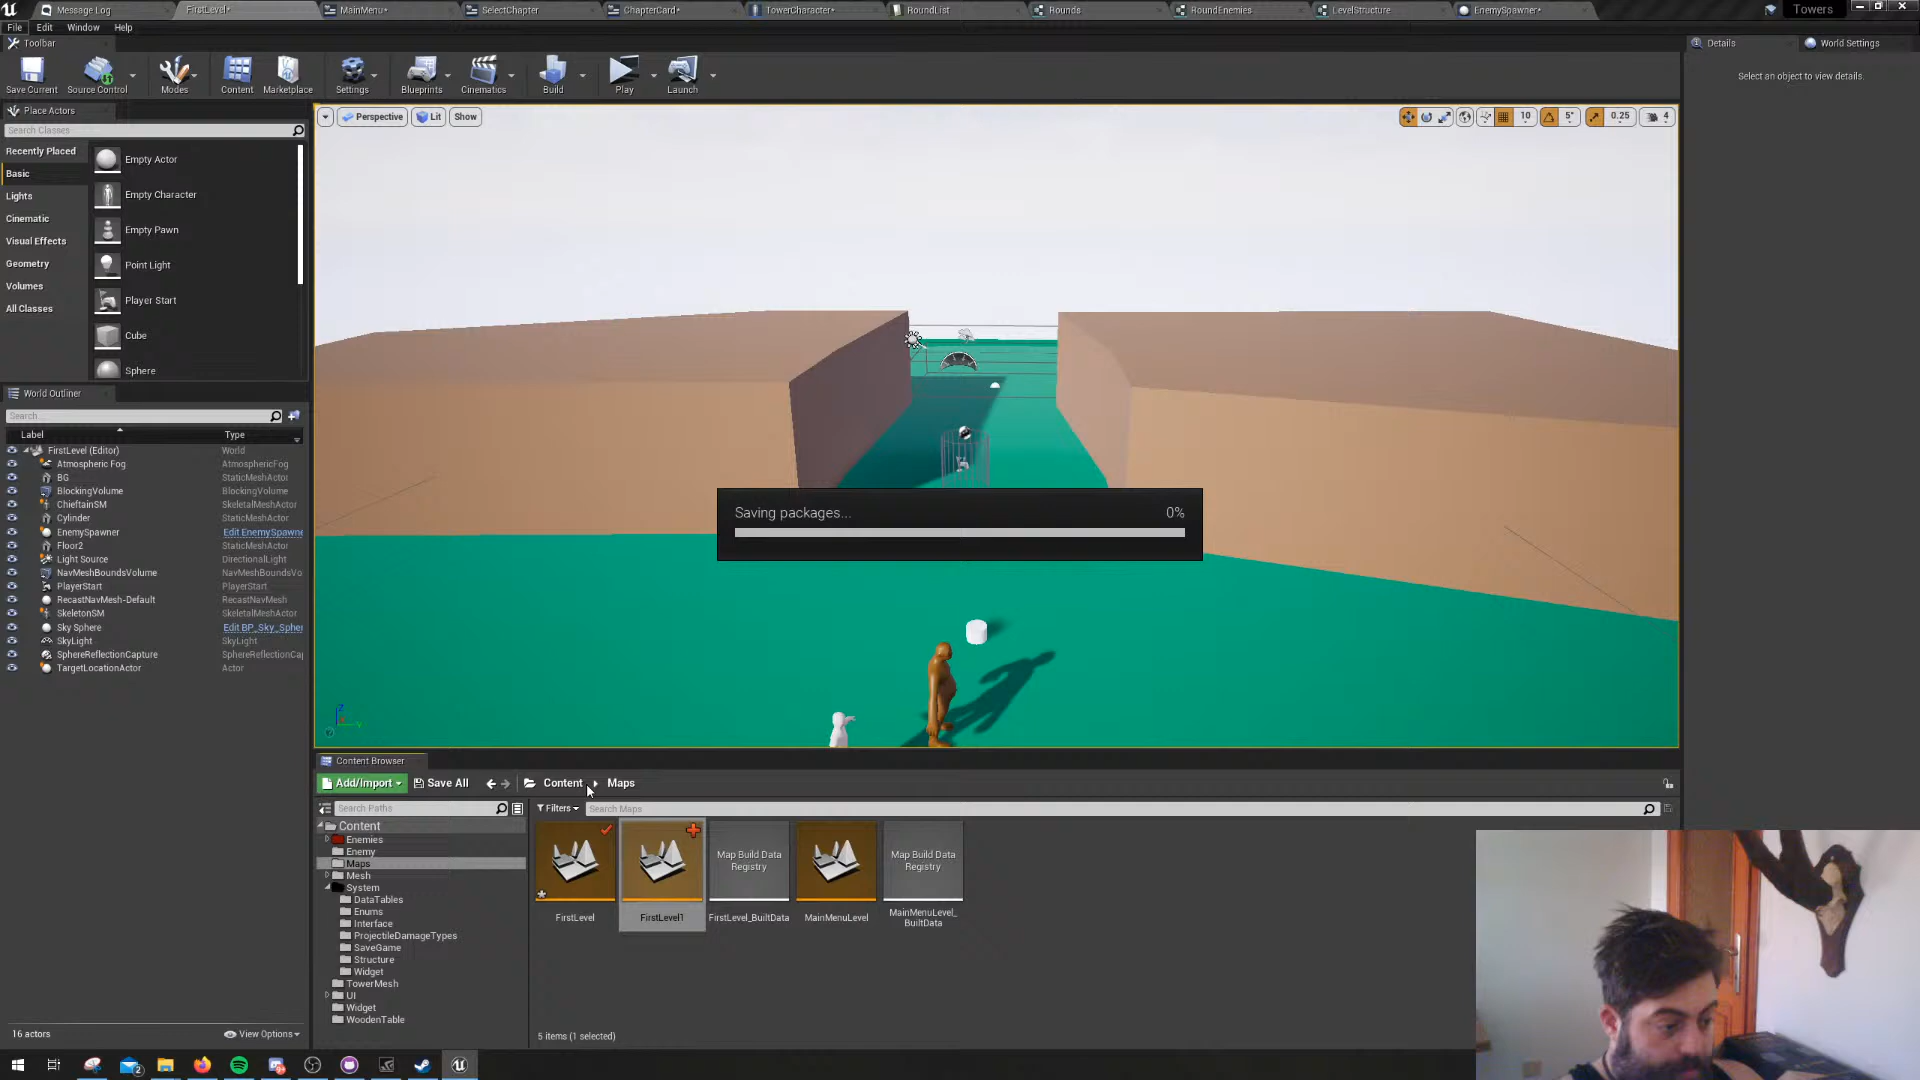 Message Log
FirstLevel*
MainMenu*
SelectChapter
ChapterCard*
TowerCharacter*
RoundList
Rounds
RoundEnemies
LevelStructure
EnemySpawner*
Towers
File
Edit
Window
Help
Toolbar
Save Current
Source Control
Modes
Content
Marketplace
Settings
Blueprints
Cinematics
Build
Play
Launch
Details
World Settings
Select an object to view details.
Place Actors
Search Classes
Recently Placed
Basic
Lights
Cinematic
Visual Effects
Geometry
Volumes
All Classes
Empty Actor
Empty Character
Empty Pawn
Point Light
Player Start
Cube
Sphere
Perspective
Lit
Show
10
5°
0.25
4
Saving packages...
0%
World Outliner
Search...
Label
Type
FirstLevel (Editor) World
Atmospheric Fog AtmosphericFog
BG StaticMeshActor
BlockingVolume BlockingVolume
ChieftainSM SkeletalMeshActor
Cylinder StaticMeshActor
EnemySpawner Edit EnemySpawne
Floor2 StaticMeshActor
Light Source DirectionalLight
NavMeshBoundsVolume NavMeshBoundsVo
PlayerStart PlayerStart
RecastNavMesh-Default RecastNavMesh
SkeletonSM SkeletalMeshActor
Sky Sphere Edit BP_Sky_Spher
SkyLight SkyLight
SphereReflectionCapture SphereReflectionCap
TargetLocationActor Actor
16 actors
View Options
Content Browser
Add/Import
Save All
Content
Maps
Search Paths
Filters
Search Maps
Content
Enemies
Enemy
Maps
Mesh
System
DataTables
Enums
Interface
ProjectileDamageTypes
SaveGame
Structure
Widget
TowerMesh
UI
Widget
WoodenTable
FirstLevel
FirstLevel1
Map Build Data
Registry
FirstLevel_BuiltData
MainMenuLevel
Map Build Data
Registry
MainMenuLevel_
BuiltData
5 items (1 selected)
2